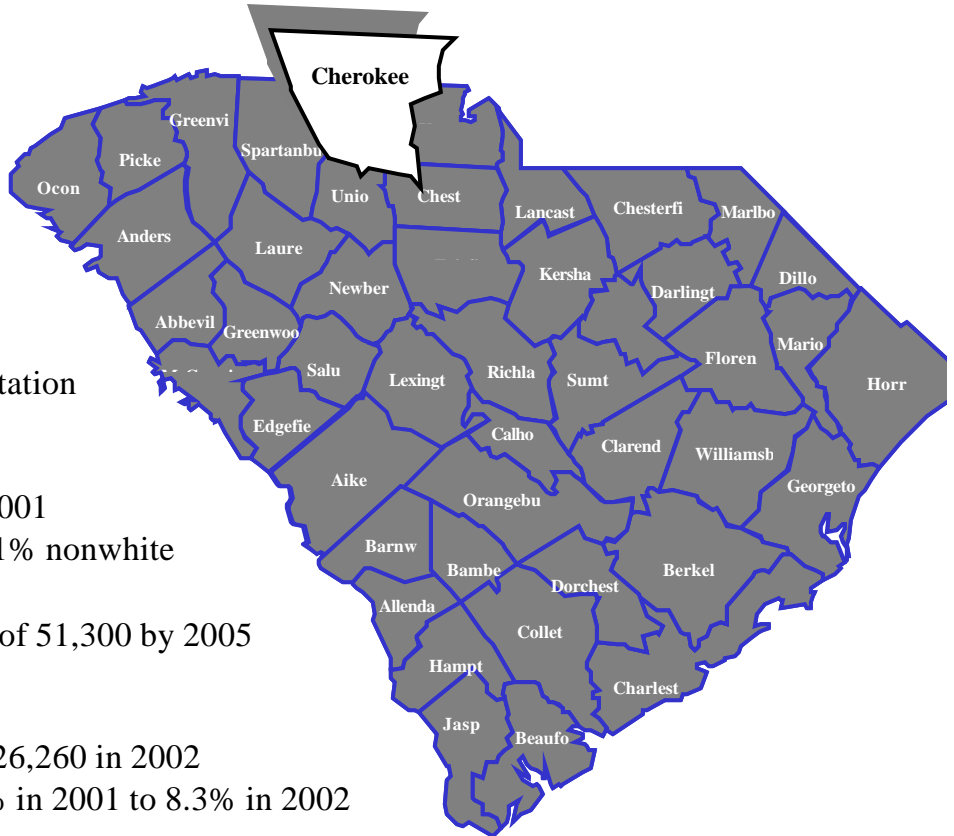 Cherokee
Greenvi
Spartanbu
Picke
Ocon
Unio
Chest
Lancast
Chesterfi
Marlbo
Anders
Laure
Kersha
Dillo
Newber
Darlingt
Abbevil
Greenwoo
Mario
Floren
Salu
Lexingt
Richla
Sumt
Horr
tation
Edgefie
Calho
Clarend
Williamsb
Aike
Orangebu
Georgeto
001
1% nonwhite
Barnw
Bambe
Berkel
Dorchest
Allenda
of 51,300 by 2005
Collet
Hampt
Charlest
Jasp
Beaufo
26,260 in 2002
in 2001 to 8.3% in 2002